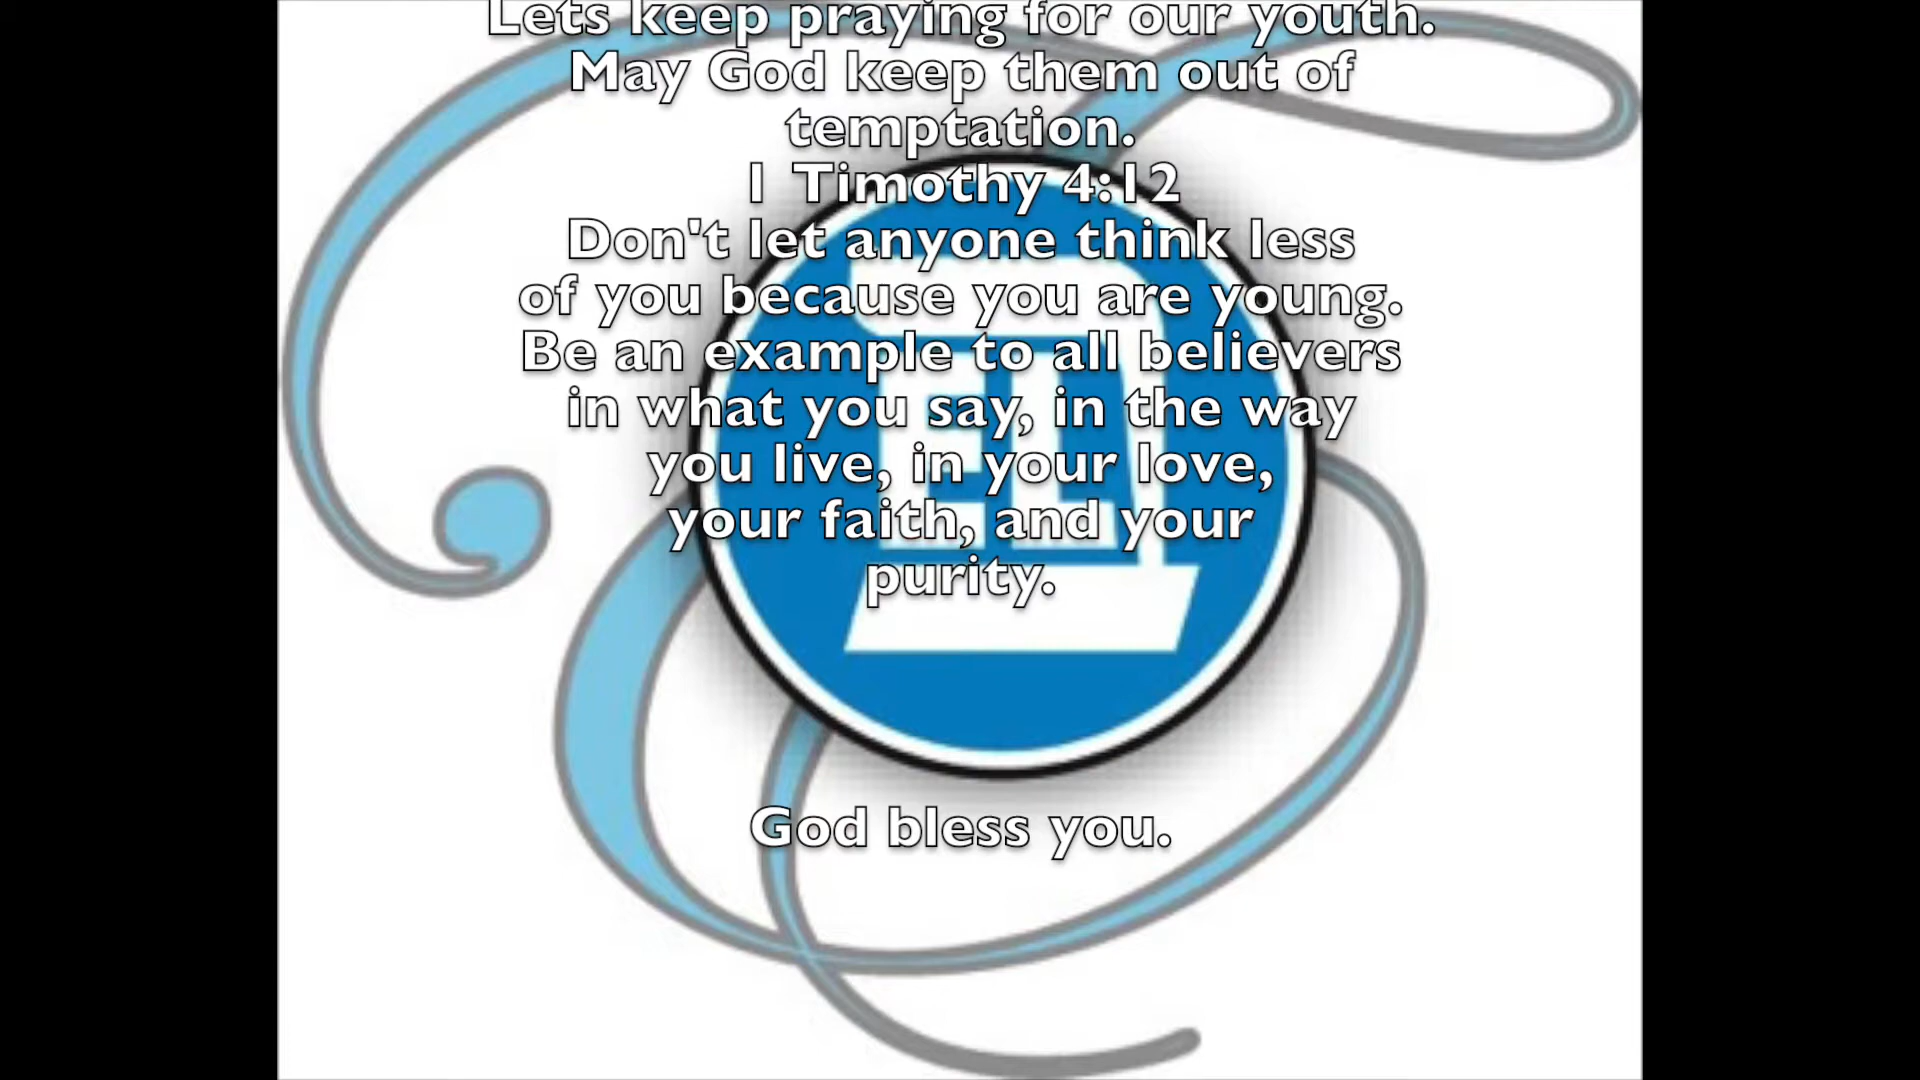 Lets keep praying for our youth.
May God keep them out of
temptation.
1 Timothy 4:12
Don't let anyone think less
of you because you are young.
Be an example to all believers
in what you say, in the way
you live, in your love,
your faith, and your
purity.
EL
God bless you.